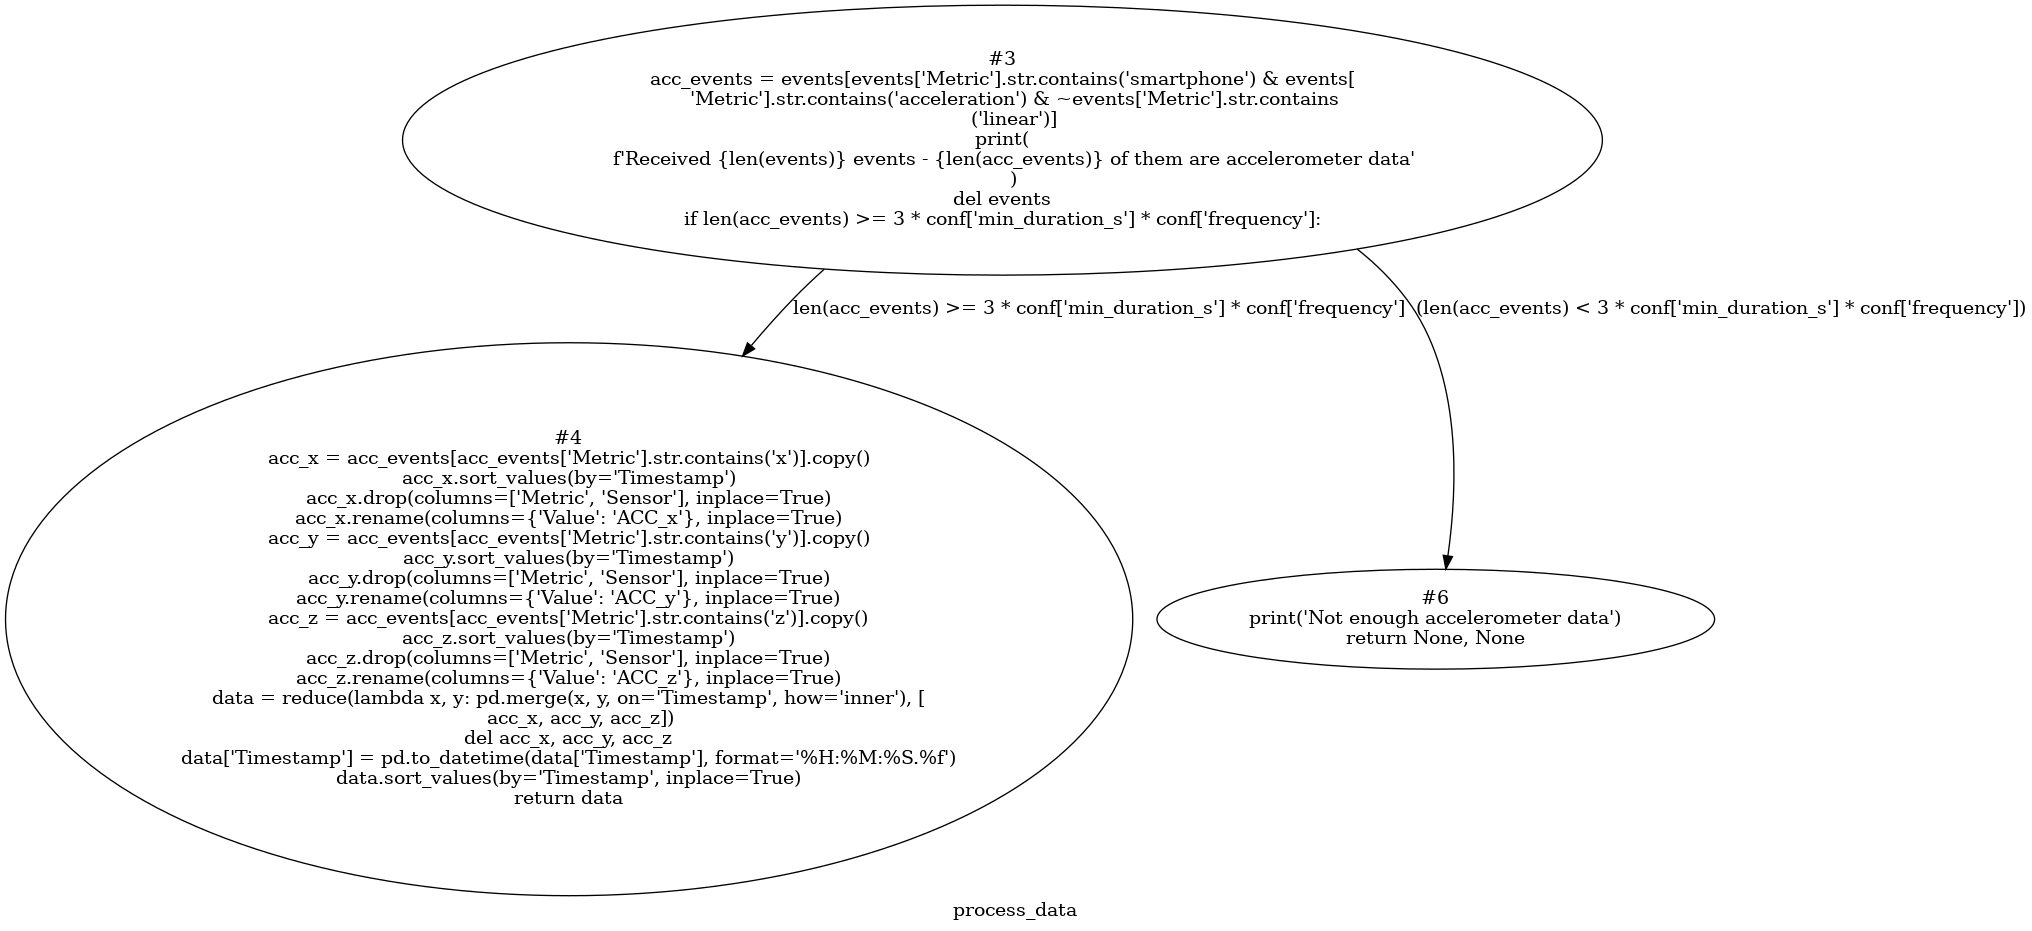 #3
acc_events = events[events['Metric'].str.contains('smartphone') & events[
'Metric'].str.contains('acceleration') & ~events['Metric'].str.contains
('linear')]
print(
f'Received {len(events)} events - {len(acc_events)} of them are accelerometer data'
)
del events
if len(acc_events) >= 3 * conf['min_duration_s'] * conf['frequency']:
len(acc_events) >= 3 * conf['min_duration_s'] * conf['frequency']
(len(acc_events) < 3 * conf['min_duration_s'] * conf['frequency'])
#4
acc_x = acc_events[acc_events['Metric'].str.contains('x')].copy()
acc_x.sort_values(by='Timestamp')
acc_x.drop(columns=['Metric', 'Sensor'], inplace=True)
acc_x.rename(columns={'Value': 'ACC_x'}, inplace=True)
acc_y = acc_events[acc_events['Metric'].str.contains('y')].copy()
acc_y.sort_values(by='Timestamp')
acc_y.drop(columns=['Metric', 'Sensor'], inplace=True)
acc_y.rename(columns={'Value': 'ACC_y'}, inplace=True)
acc_z = acc_events[acc_events['Metric'].str.contains('z')].copy()
acc_z.sort_values(by='Timestamp')
acc_z.drop(columns=['Metric', 'Sensor'], inplace=True)
acc_z.rename(columns={'Value': 'ACC_z'}, inplace=True)
data = reduce(lambda x, y: pd.merge(x, y, on='Timestamp', how='inner'), [
acc_x, acc_y, acc_z])
del acc_x, acc_y, acc_z
data['Timestamp'] = pd.to_datetime(data['Timestamp'], format='%H:%M:%S.%f')
data.sort_values(by='Timestamp', inplace=True)
return data
#6
print('Not enough accelerometer data')
return None, None
process_data